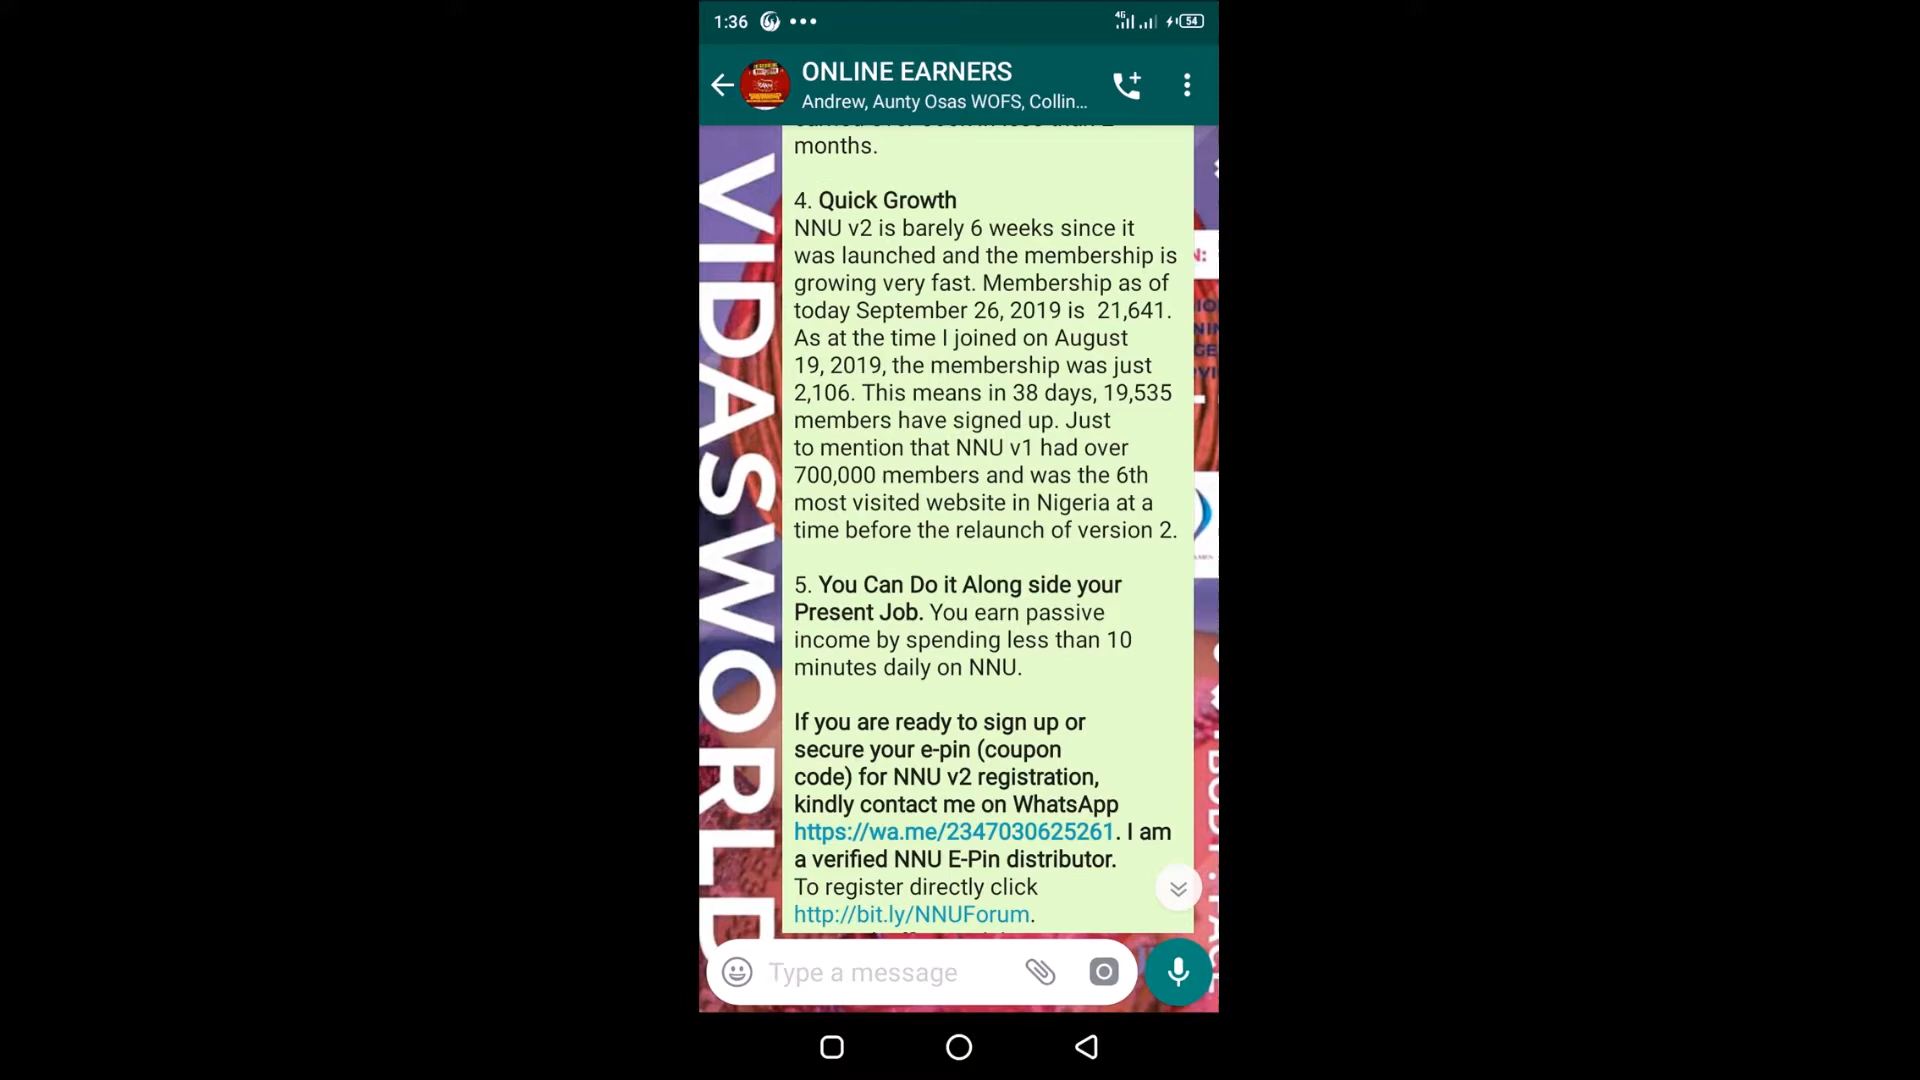 1:36
4G
54
ONLINE EARNERS
Andrew, Aunty Osas WOFS, Collin...
months.
4. Quick Growth
NNU v2 is barely 6 weeks since it
was launched and the membership is
growing very fast. Membership as of
today September 26, 2019 is 21,641.
As at the time I joined on August
19, 2019, the membership was just
2,106. This means in 38 days, 19,535
members have signed up. Just
to mention that NNU v1 had over
700,000 members and was the 6th
most visited website in Nigeria at a
time before the relaunch of version 2.
5. You Can Do it Along side your
Present Job. You earn passive
income by spending less than 10
minutes daily on NNU.
If you are ready to sign up or
secure your e-pin (coupon
code) for NNU v2 registration,
kindly contact me on WhatsApp
https://wa.me/2347030625261. I am
a verified NNU E-Pin distributor.
To register directly click
http://bit.ly/NNUForum.
Type a message
VIDASWORLD